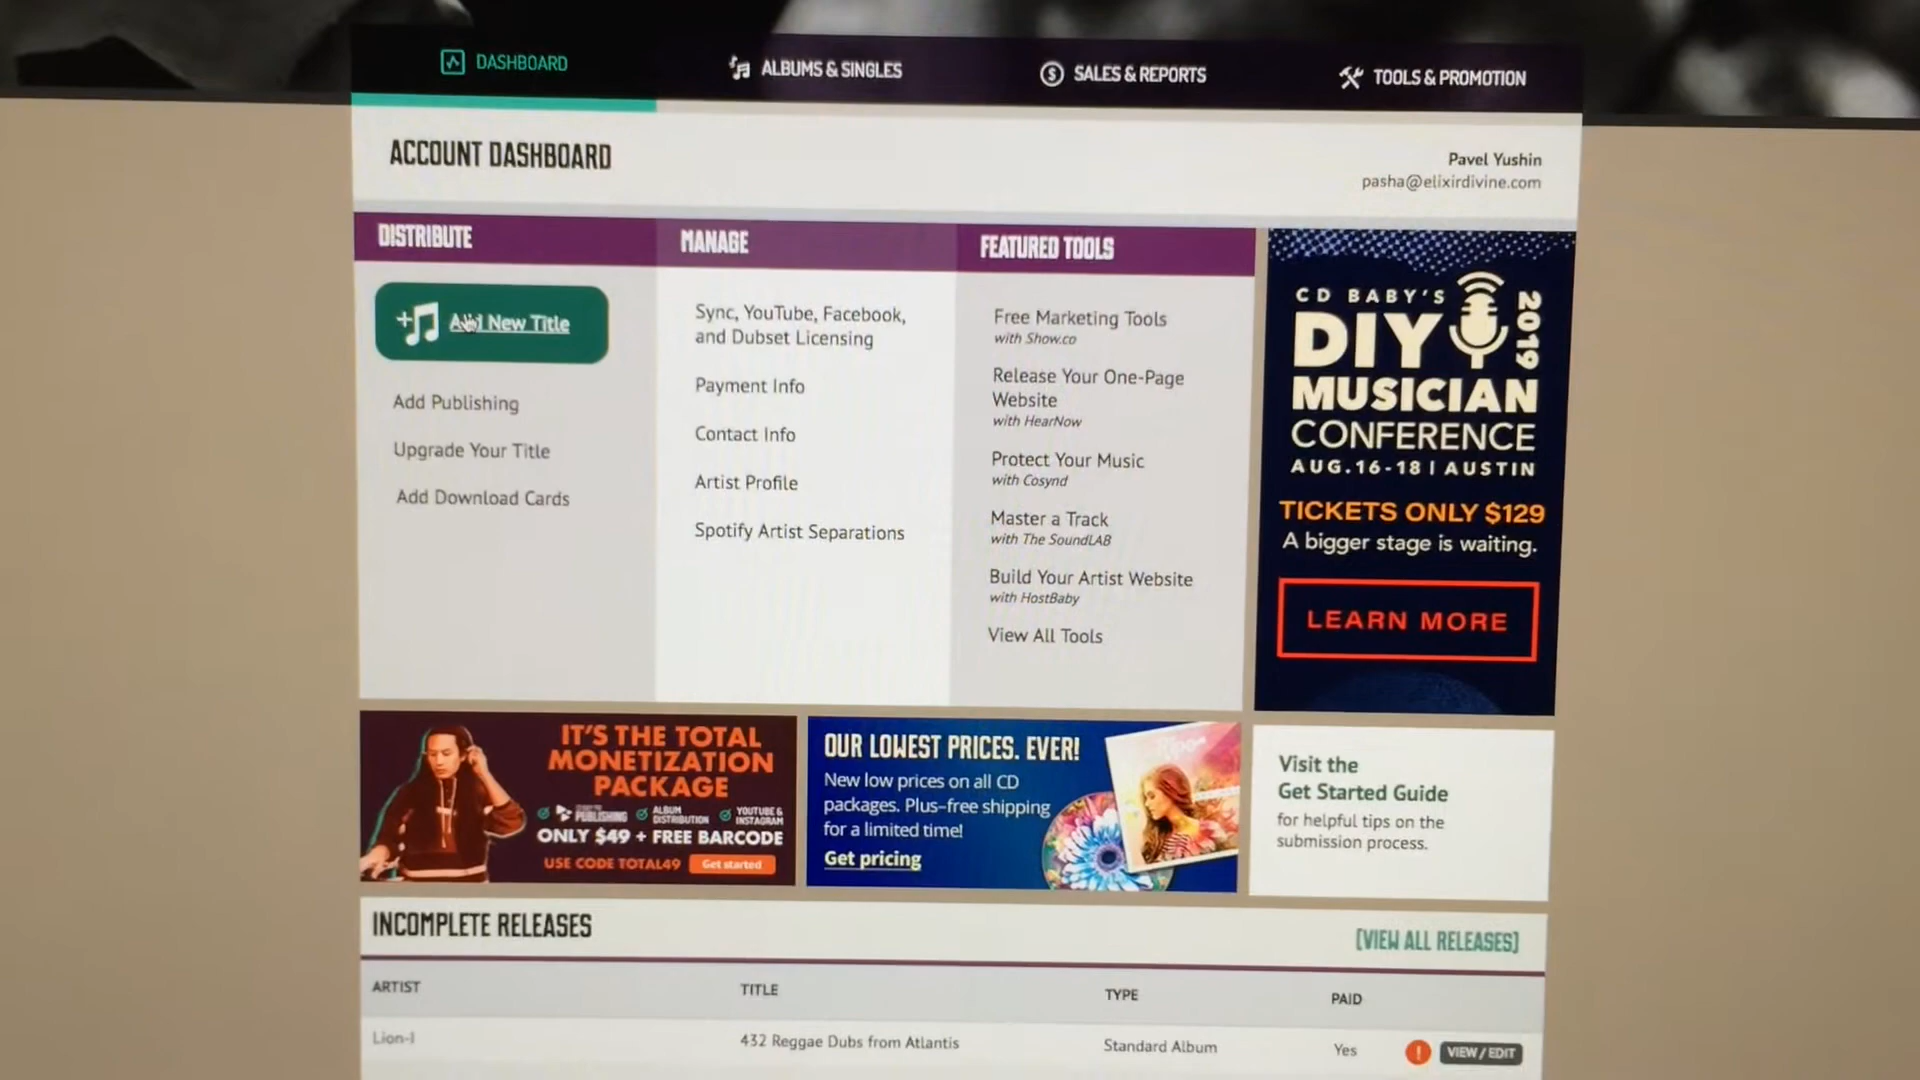 DASHBOARD
ALBUMS & SINGLES
SALES & REPORTS
TOOLS & PROMOTION
ACCOUNT DASHBOARD
Pavel Yushin
pasha@elixirdivine.com
DISTRIBUTE
Add New Title
Add Publishing
Upgrade Your Title
Add Download Cards
MANAGE
Sync, YouTube, Facebook,
and Dubset Licensing
Payment Info
Contact Info
Artist Profile
Spotify Artist Separations
FEATURED TOOLS
Free Marketing Tools
with Show.co
Release Your One-Page
Website
with HearNow
Protect Your Music
with Cosynd
Master a Track
with The SoundLAB
Build Your Artist Website
with HostBaby
View All Tools
CD BABY'S
DIY
2019
MUSICIAN
CONFERENCE
AUG.16-18 | AUSTIN
TICKETS ONLY $129
A bigger stage is waiting.
LEARN MORE
IT'S THE TOTAL
MONETIZATION
PACKAGE
PUBLISHING
ALBUM
DISTRIBUTION
YOUTUBE &
INSTAGRAM
ONLY $49 + FREE BARCODE
USE CODE TOTAL49
Get started
OUR LOWEST PRICES. EVER!
New low prices on all CD
packages. Plus-free shipping
for a limited time!
Get pricing
Visit the
Get Started Guide
for helpful tips on the
submission process.
INCOMPLETE RELEASES
[VIEW ALL RELEASES]
ARTIST
TITLE
TYPE
PAID
Lion-I
432 Reggae Dubs from Atlantis
Standard Album
Yes
!
VIEW / EDIT